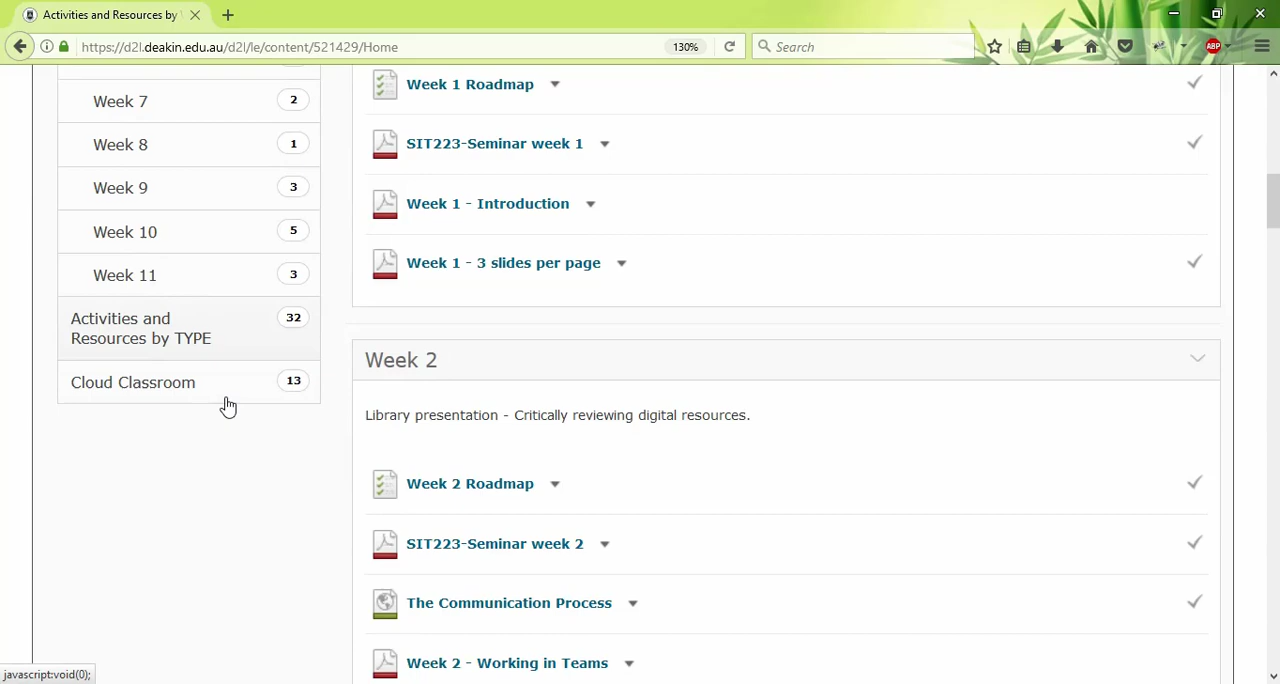 Activities and Resources by
https://d2l.deakin.edu.au/d2l/le/content/521429/Home
130%
Search
ABP
Week 7
2
Week 8
1
Week 9
3
Week 10
5
Week 11
3
Activities and
Resources by TYPE
32
Cloud Classroom
13
Week 1 Roadmap
SIT223-Seminar week 1
Week 1 - Introduction
Week 1 - 3 slides per page
Week 2
Library presentation - Critically reviewing digital resources.
Week 2 Roadmap
SIT223-Seminar week 2
The Communication Process
Week 2 - Working in Teams
javascript:void(0);